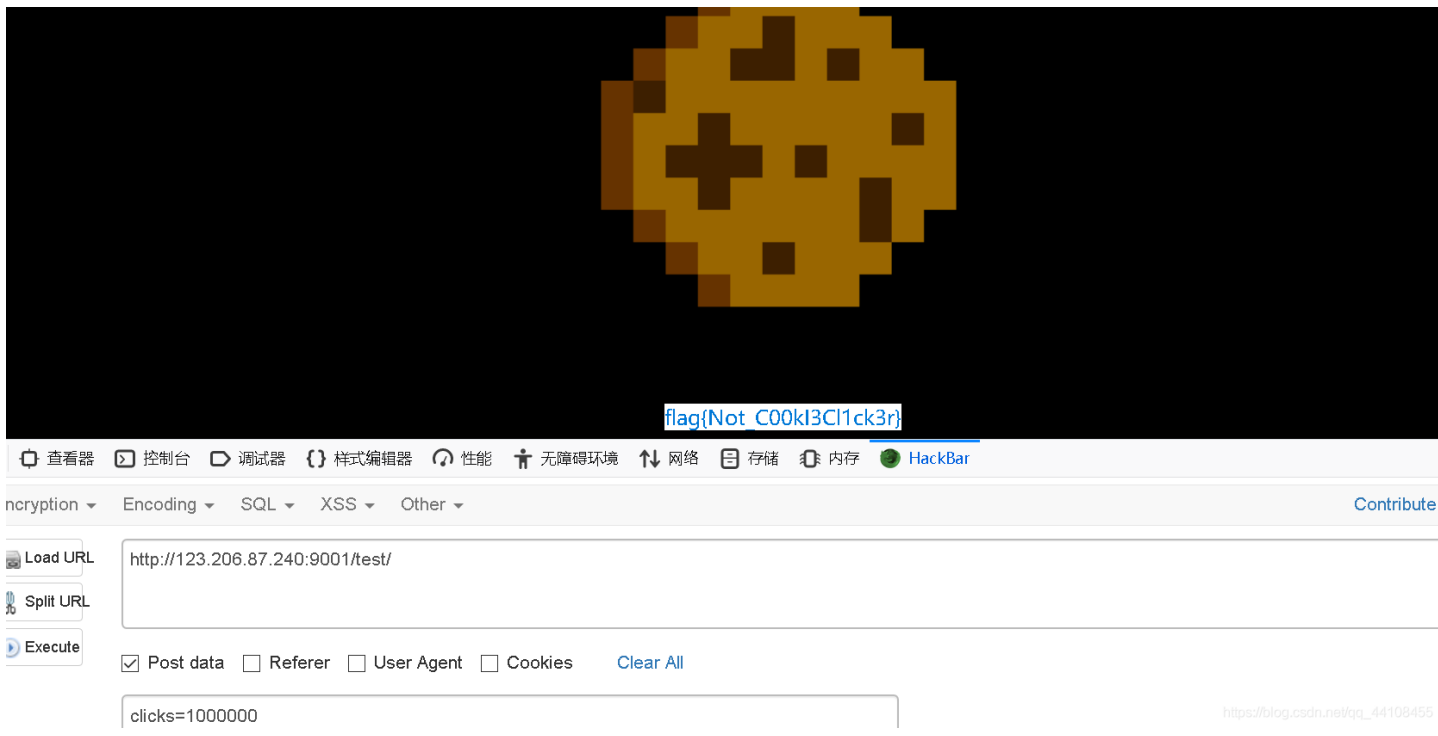 flag{Not_C00kI3Cl1ck3r}
查看器 控制台 调试器 {} 样式编辑器 性能 无障碍环境 网络 存储 内存 HackBar
ncryption Encoding SQL XSS Other Contribute
Load URL http://123.206.87.240:9001/test/
Split URL
Execute
Post data Referer User Agent Cookies Clear All
clicks=1000000
https://blog.csdn.net/qq_44108455